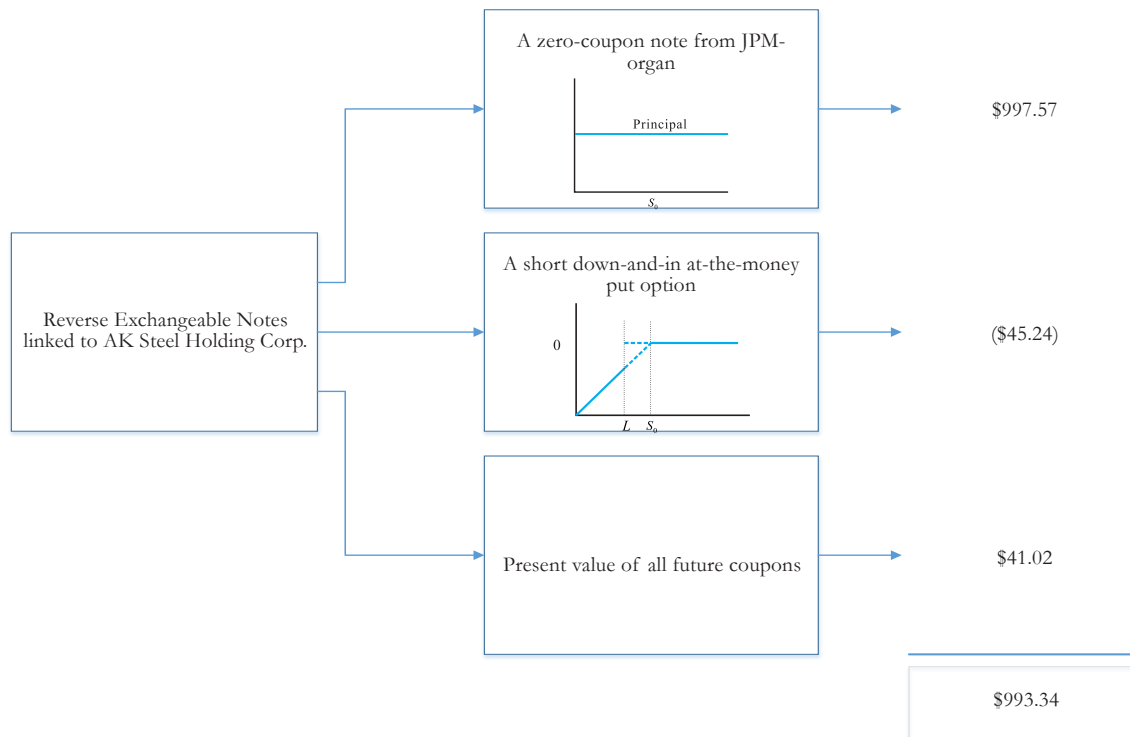 A zero-coupon note from JPM-
organ
Principal
S₀
$997.57
Reverse Exchangeable Notes
linked to AK Steel Holding Corp.
A short down-and-in at-the-money
put option
0
L S₀
($45.24)
Present value of all future coupons
$41.02
$993.34